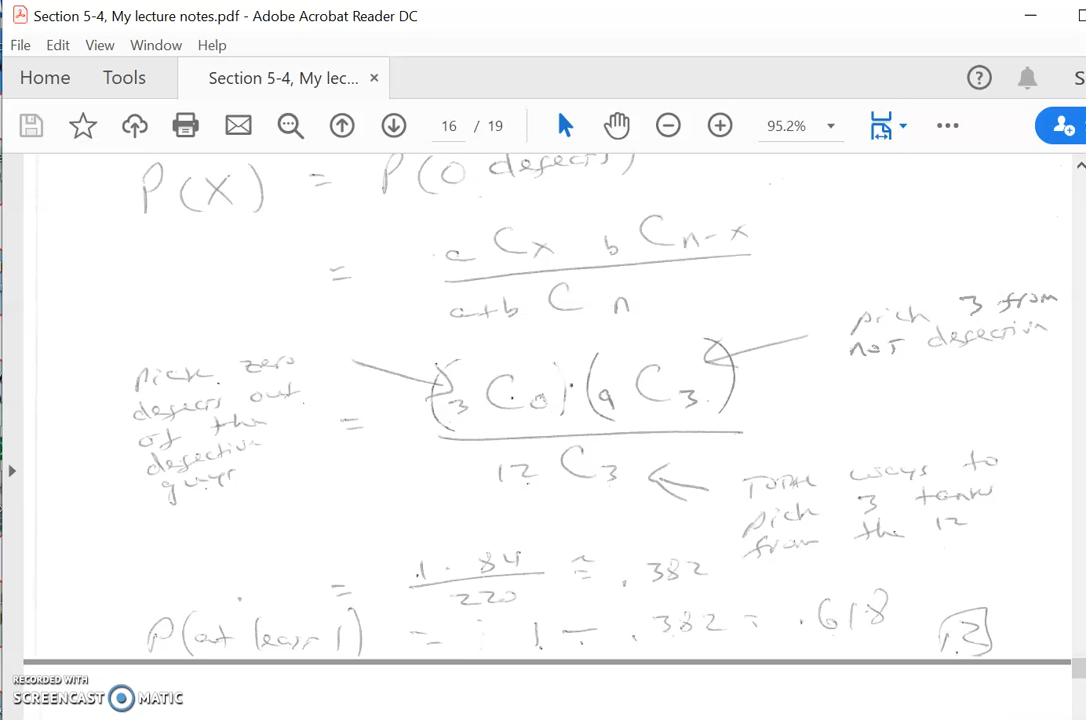 Section 5-4, My lecture notes.pdf - Adobe Acrobat Reader DC
File Edit View Window Help
Home Tools Section 5-4, My lec... × ? S
16 / 19 95.2%
P(X) = P(0 defects)
= aCx bCn-x
a+b C n
pick 3 from
not defective
pick zero
defects out
of the
defective
guys
= (3C0)·(9C3)
12C3
Total ways to
pick 3 tanks
from the 12
= 1·84 ≈ .382
220
P(at least 1) = 1 - .382 = .618
RECORDED WITH
SCREENCAST MATIC